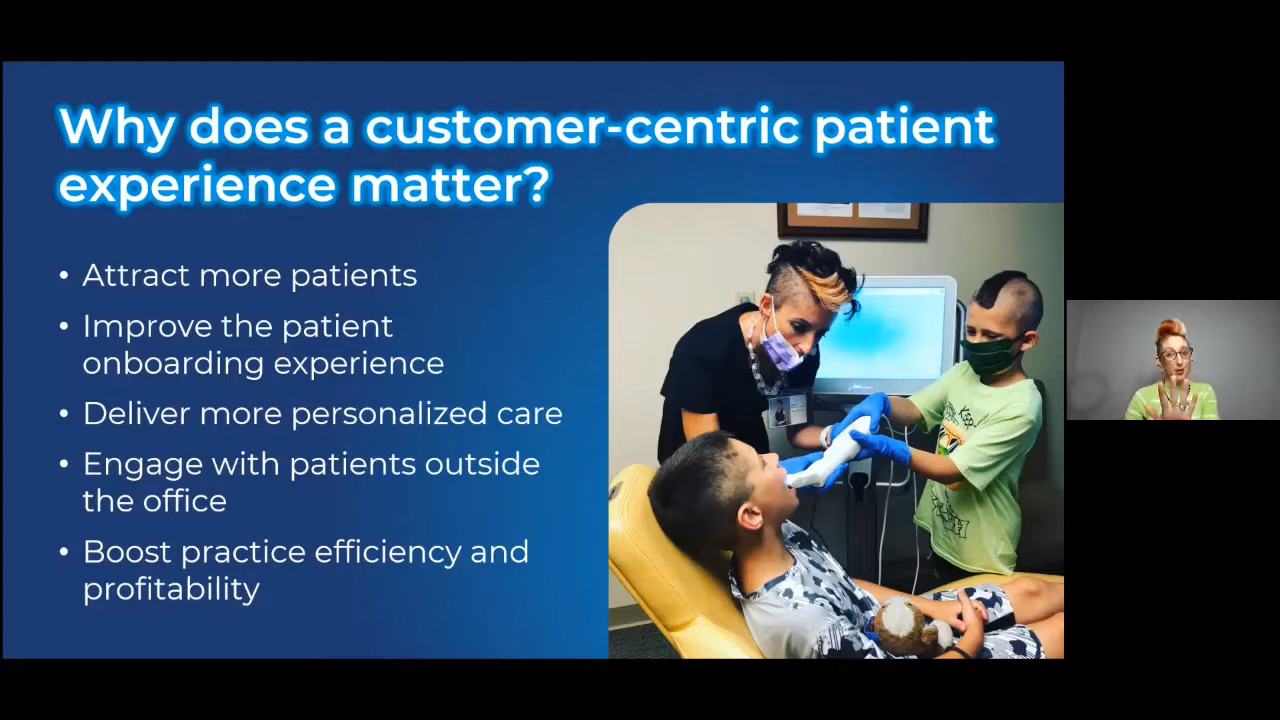 Why does a customer-centric patient
experience matter?
• Attract more patients
• Improve the patient
onboarding experience
• Deliver more personalized care
• Engage with patients outside
the office
• Boost practice efficiency and
profitability